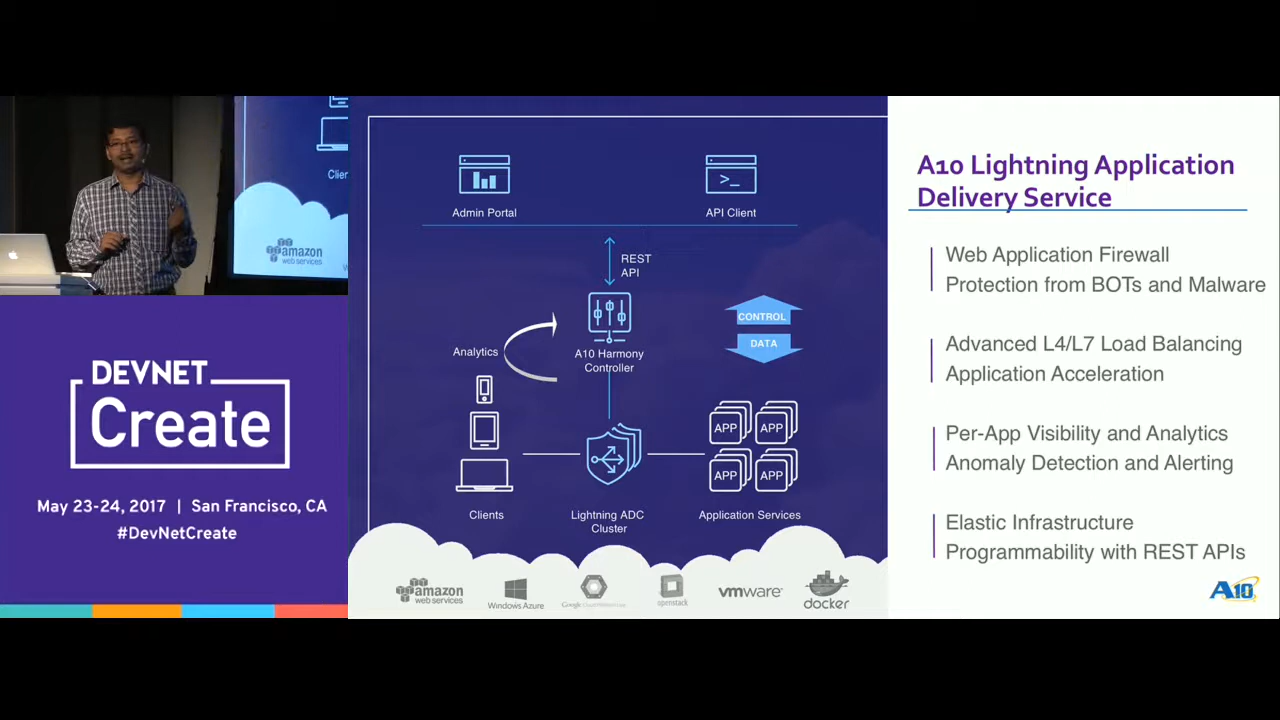 Clien
amazon
web services
DEVNET
Create
May 23-24, 2017 | San Francisco, CA
#DevNetCreate
Admin Portal
API Client
REST
API
CONTROL
DATA
Analytics
A10 Harmony
Controller
APP APP
APP APP
Clients
Lightning ADC
Cluster
Application Services
amazon
web services
Windows Azure
openstack
vmware
docker
A10 Lightning Application
Delivery Service
Web Application Firewall
Protection from BOTs and Malware
Advanced L4/L7 Load Balancing
Application Acceleration
Per-App Visibility and Analytics
Anomaly Detection and Alerting
Elastic Infrastructure
Programmability with REST APIs
A10